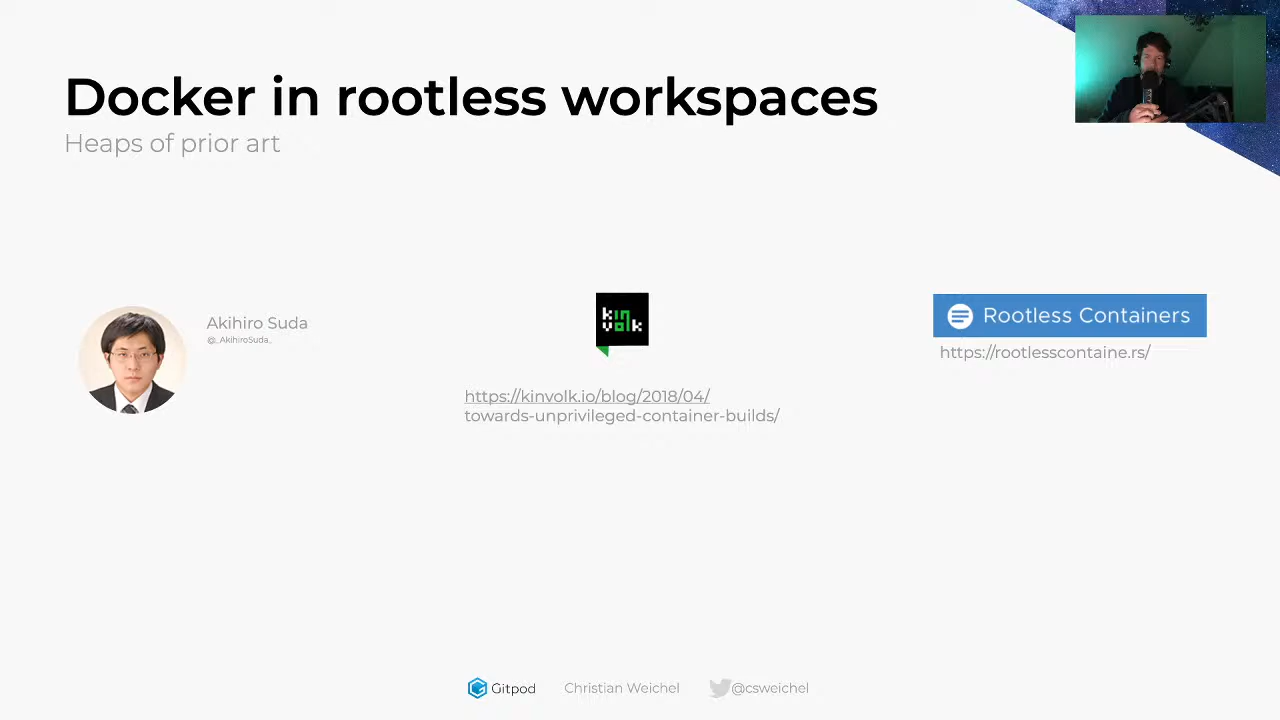 Docker in rootless workspaces
Heaps of prior art
Akihiro Suda
@_AkihiroSuda_
kin
volk
https://kinvolk.io/blog/2018/04/
towards-unprivileged-container-builds/
Rootless Containers
https://rootlesscontaine.rs/
Gitpod
Christian Weichel
@csweichel